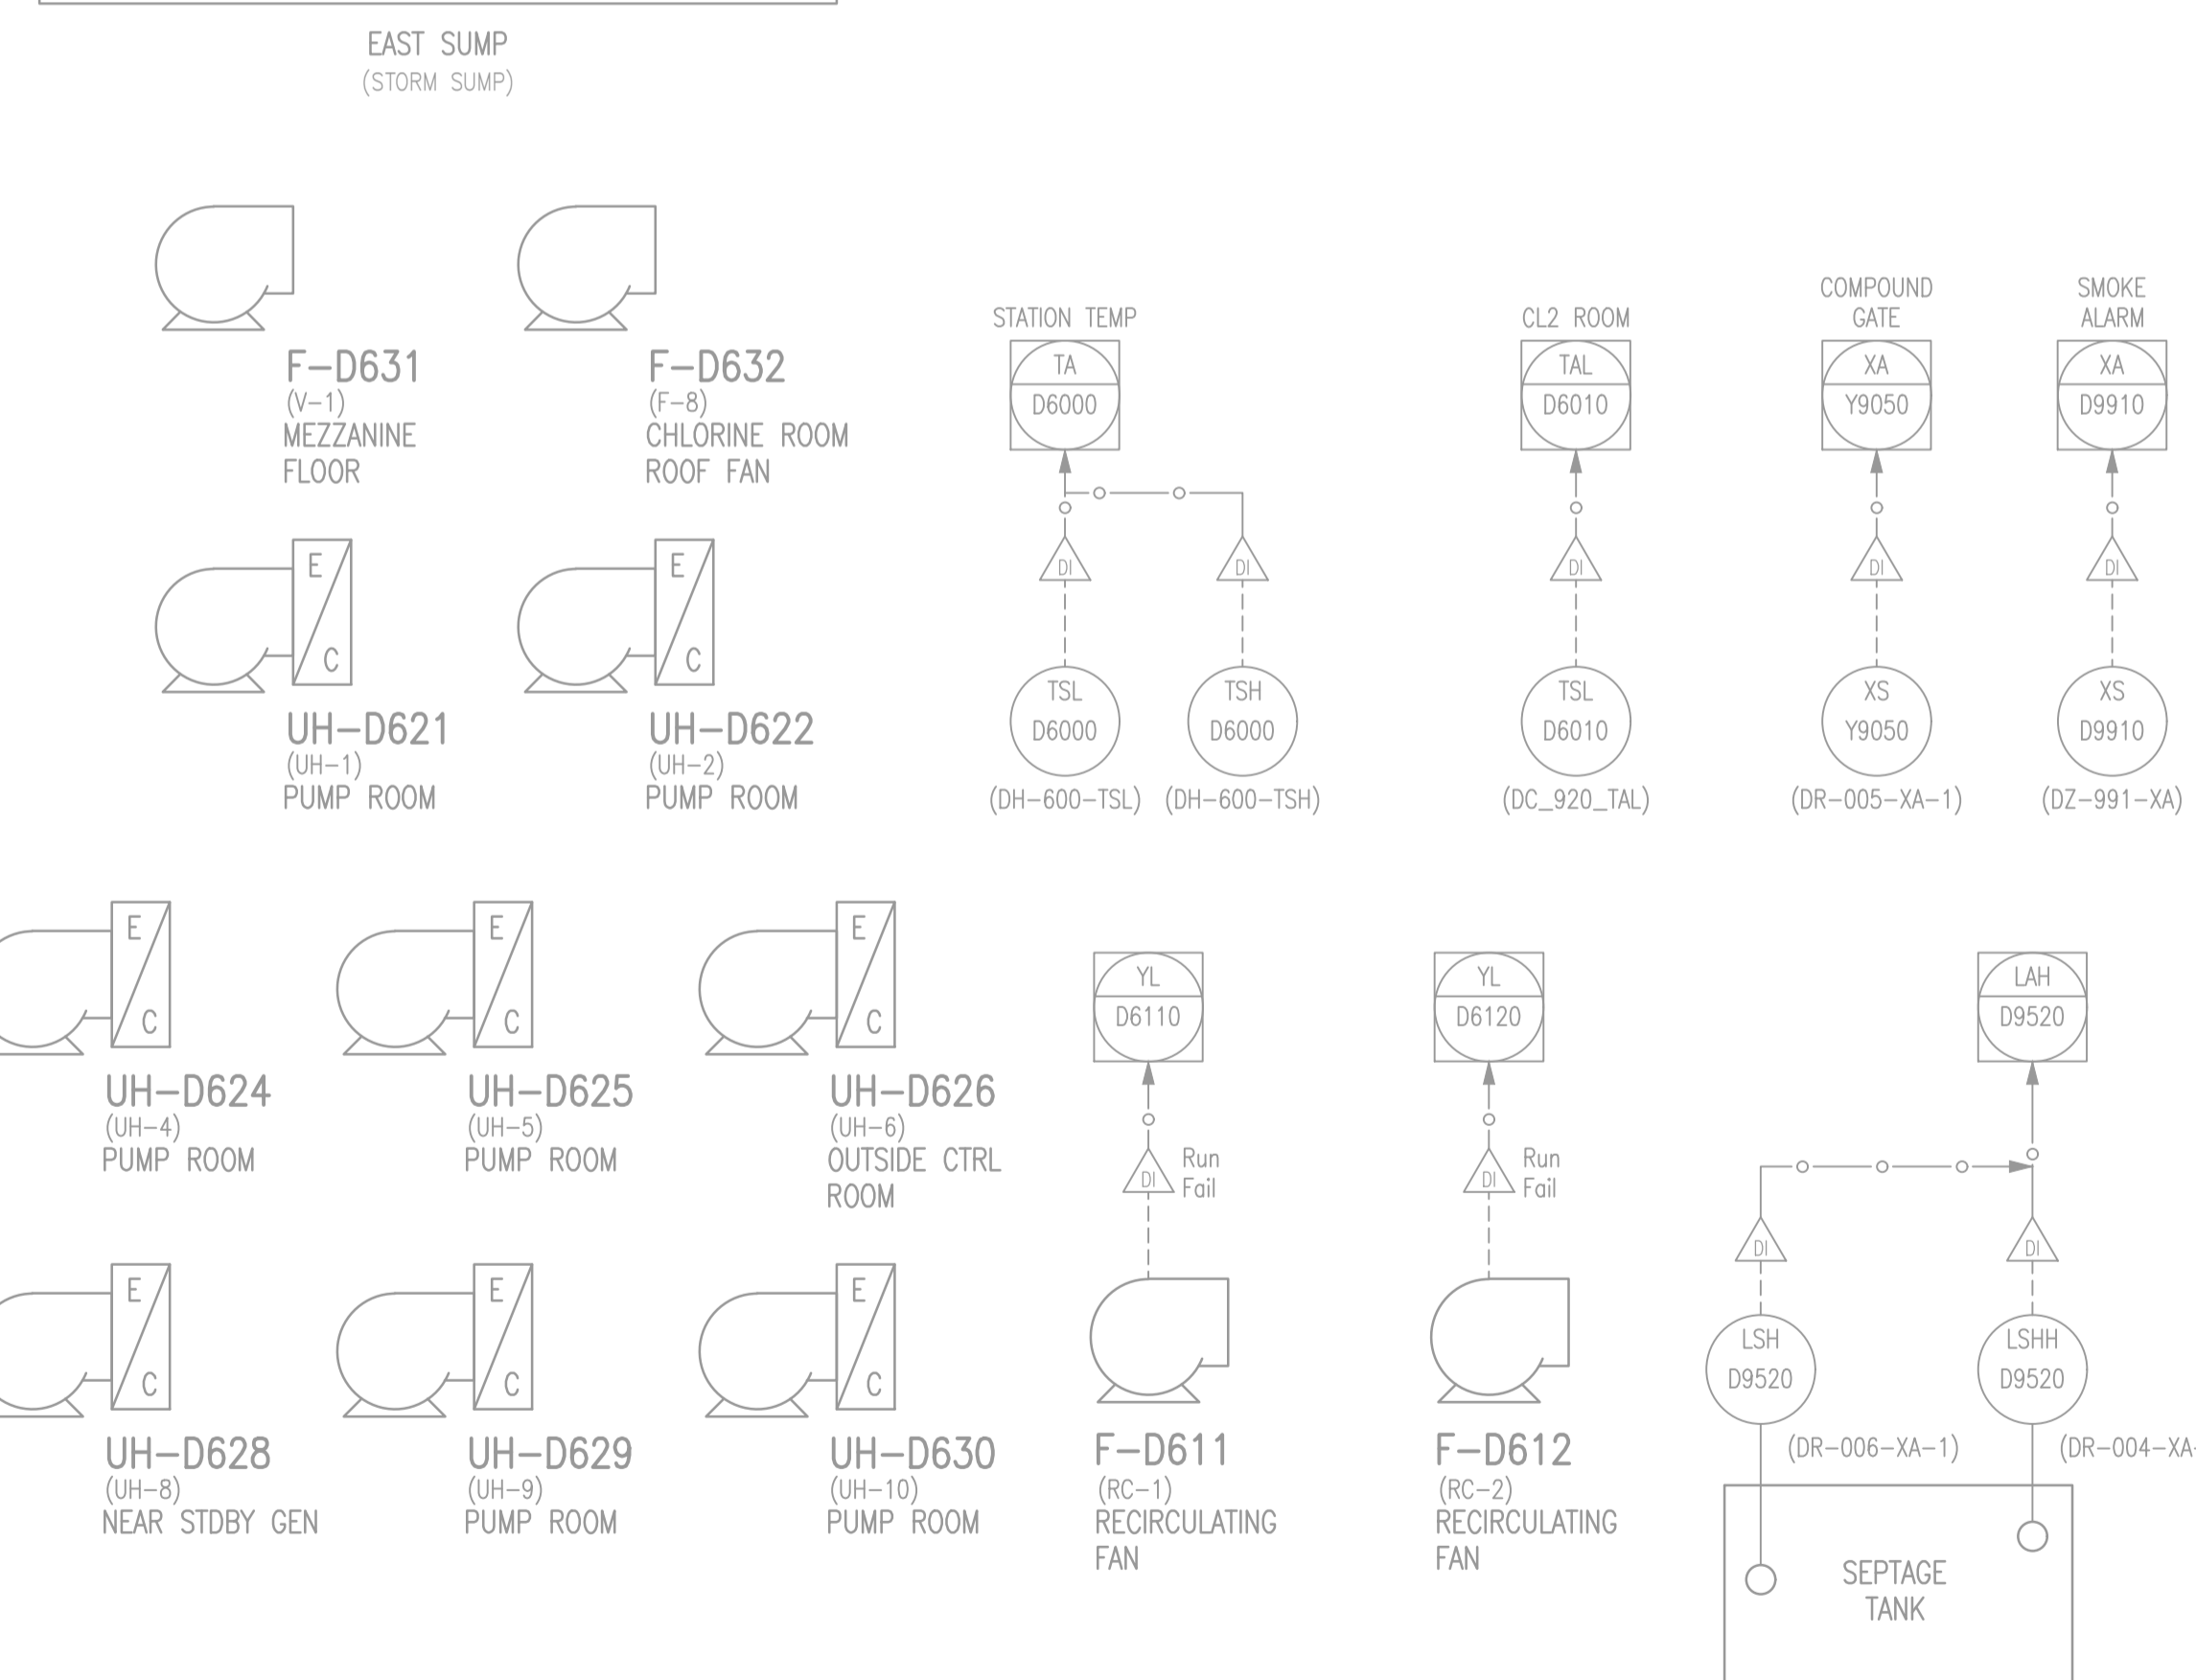 EAST SUMP
(STORM SUMP)
F-D631
(V-1)
MEZZANINE
FLOOR
F-D632
(F-8)
CHLORINE ROOM
ROOF FAN
STATION TEMP
TA
D6000
DI
DI
TSL
D6000
(DH-600-TSL)
TSH
D6000
(DH-600-TSH)
CL2 ROOM
TAL
D6010
DI
TSL
D6010
(DC_920_TAL)
COMPOUND
GATE
XA
Y9050
DI
XS
Y9050
(DR-005-XA-1)
SMOKE
ALARM
XA
D9910
DI
XS
D9910
(DZ-991-XA)
E
C
UH-D621
(UH-1)
PUMP ROOM
E
C
UH-D622
(UH-2)
PUMP ROOM
E
C
UH-D624
(UH-4)
PUMP ROOM
E
C
UH-D625
(UH-5)
PUMP ROOM
E
C
UH-D626
(UH-6)
OUTSIDE CTRL
ROOM
E
C
UH-D628
(UH-8)
NEAR STDBY GEN
E
C
UH-D629
(UH-9)
PUMP ROOM
E
C
UH-D630
(UH-10)
PUMP ROOM
YL
D6110
DI
Run
Fail
F-D611
(RC-1)
RECIRCULATING
FAN
YL
D6120
DI
Run
Fail
F-D612
(RC-2)
RECIRCULATING
FAN
LAH
D9520
DI
DI
LSH
D9520
(DR-006-XA-1)
LSHH
D9520
(DR-004-XA-
SEPTAGE
TANK